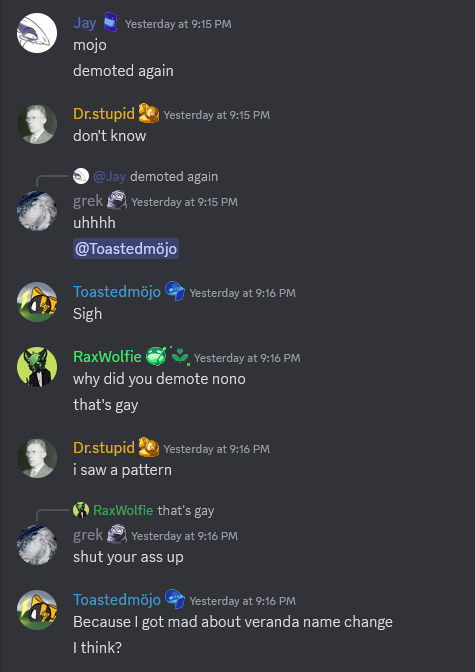 Jay Yesterday at 9:15 PM
mojo
demoted again
Dr.stupid Yesterday at 9:15 PM
don't know
@Jay demoted again
grek Yesterday at 9:15 PM
uhhhh
@Toastedmöjo
Toastedmöjo Yesterday at 9:16 PM
Sigh
RaxWolfie Yesterday at 9:16 PM
why did you demote nono
that's gay
Dr.stupid Yesterday at 9:16 PM
i saw a pattern
RaxWolfie that's gay
grek Yesterday at 9:16 PM
shut your ass up
Toastedmöjo Yesterday at 9:16 PM
Because I got mad about veranda name change
I think?